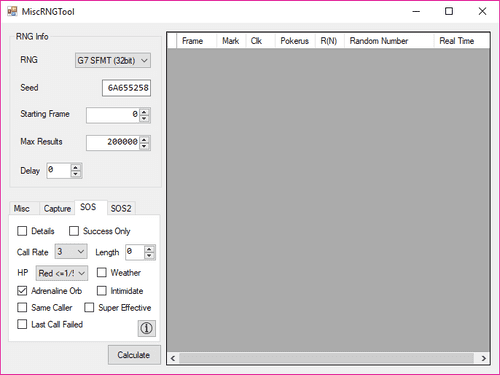 MiscRNGTool
RNG Info
RNG G7 SFMT (32bit)
Seed 6A655258
Starting Frame 0
Max Results 200000
Delay 0
Misc Capture SOS SOS2
Details Success Only
Call Rate 3 Length 0
HP Red <=1/! Weather
Adrenaline Orb Intimidate
Same Caller Super Effective
Last Call Failed
Calculate
Frame Mark Clk Pokerus R(N) Random Number Real Time